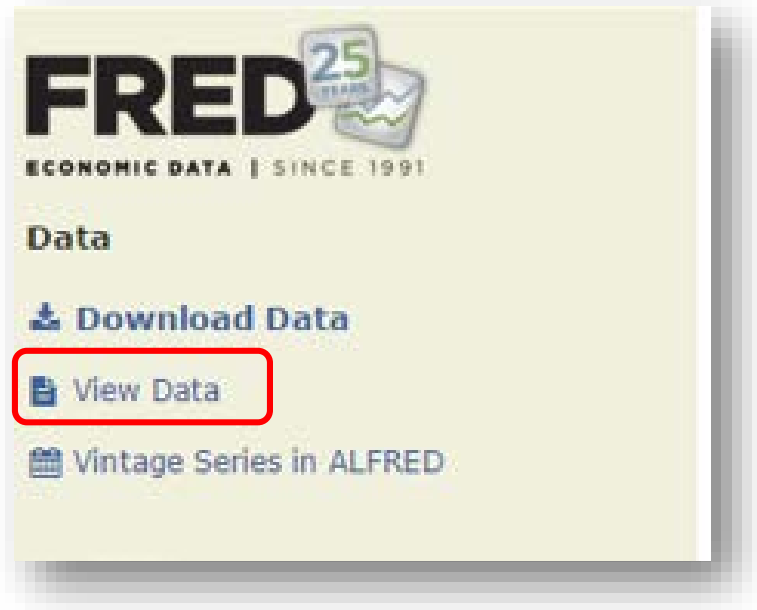 25
YEARS
FRED
ECONOMIC DATA | SINCE 1991
Data
Download Data
View Data
Vintage Series in ALFRED